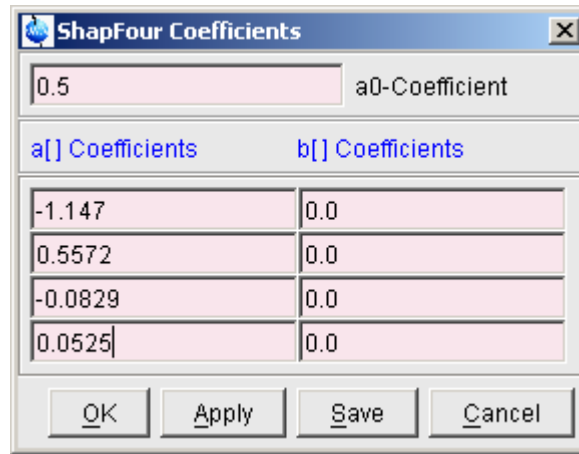 ShapFour Coefficients
0.5 a0-Coefficient
a[] Coefficients b[] Coefficients
-1.147 0.0
0.5572 0.0
-0.0829 0.0
0.0525 0.0
OK Apply Save Cancel